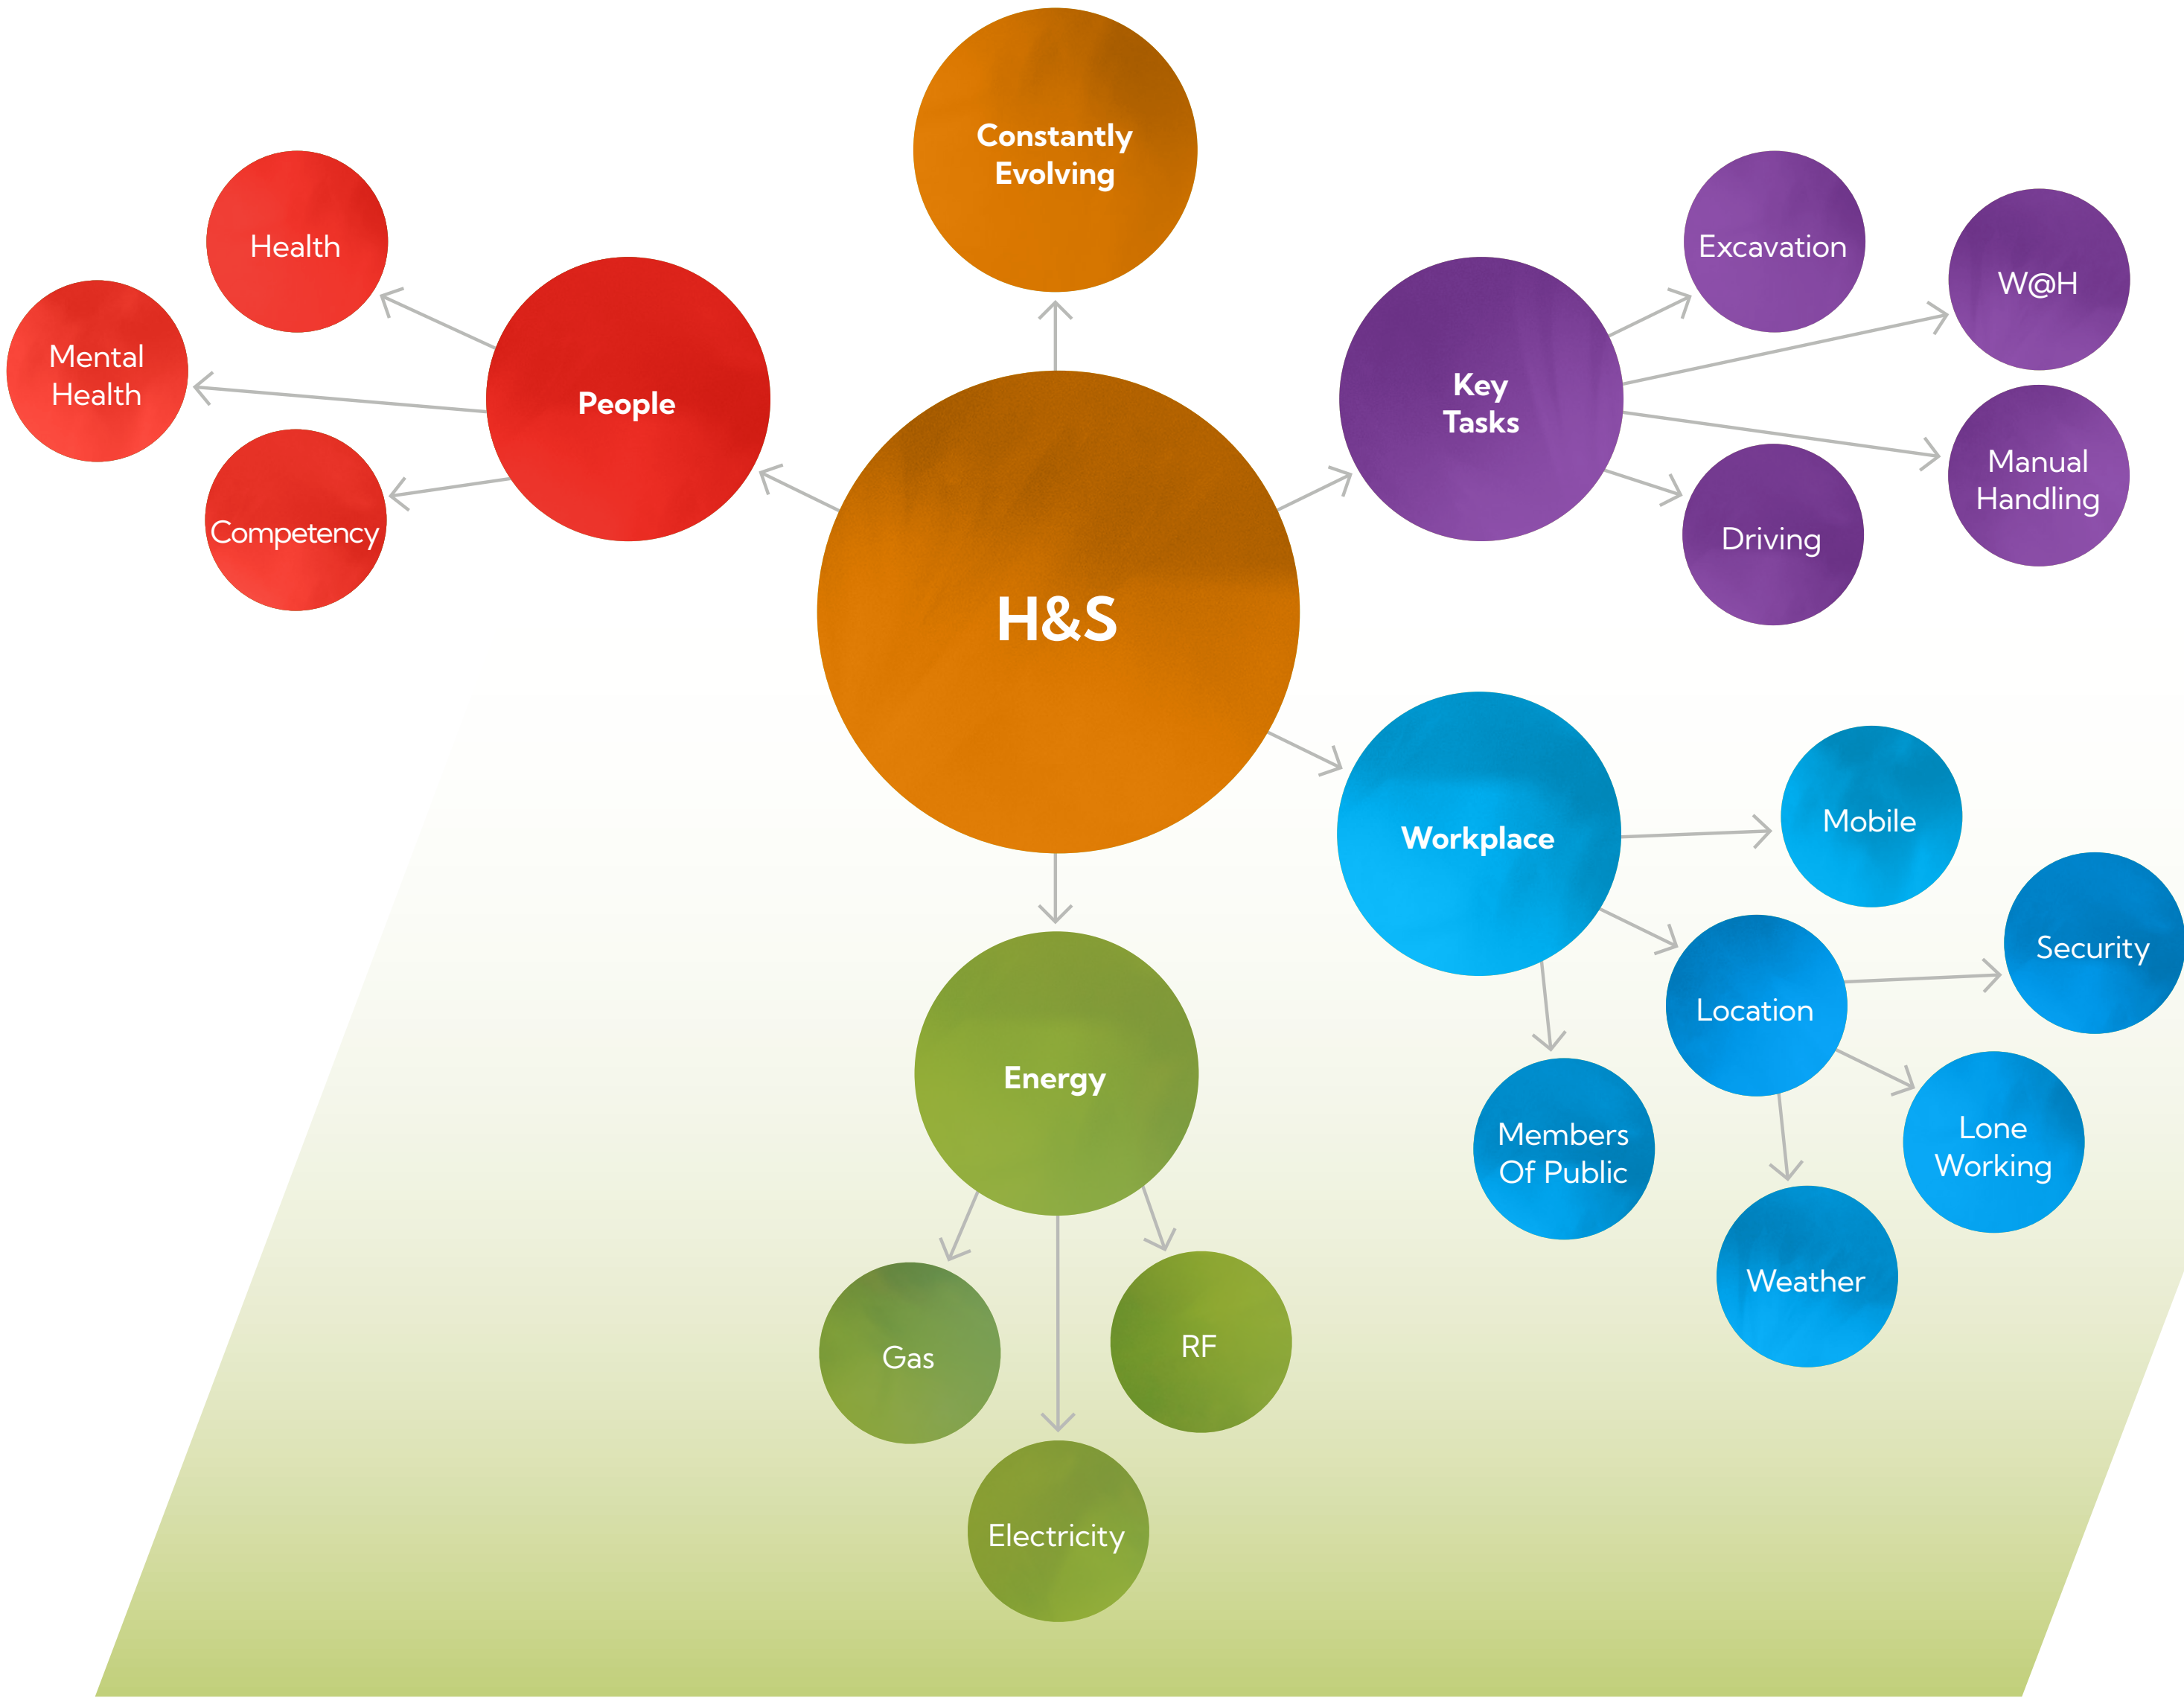 Constantly
Evolving
Health
Mental
Health
People
Competency
Key
Tasks
Excavation
W@H
Manual
Handling
Driving
H&S
Workplace
Mobile
Security
Location
Lone
Working
Members
Of Public
Weather
Energy
Gas
RF
Electricity